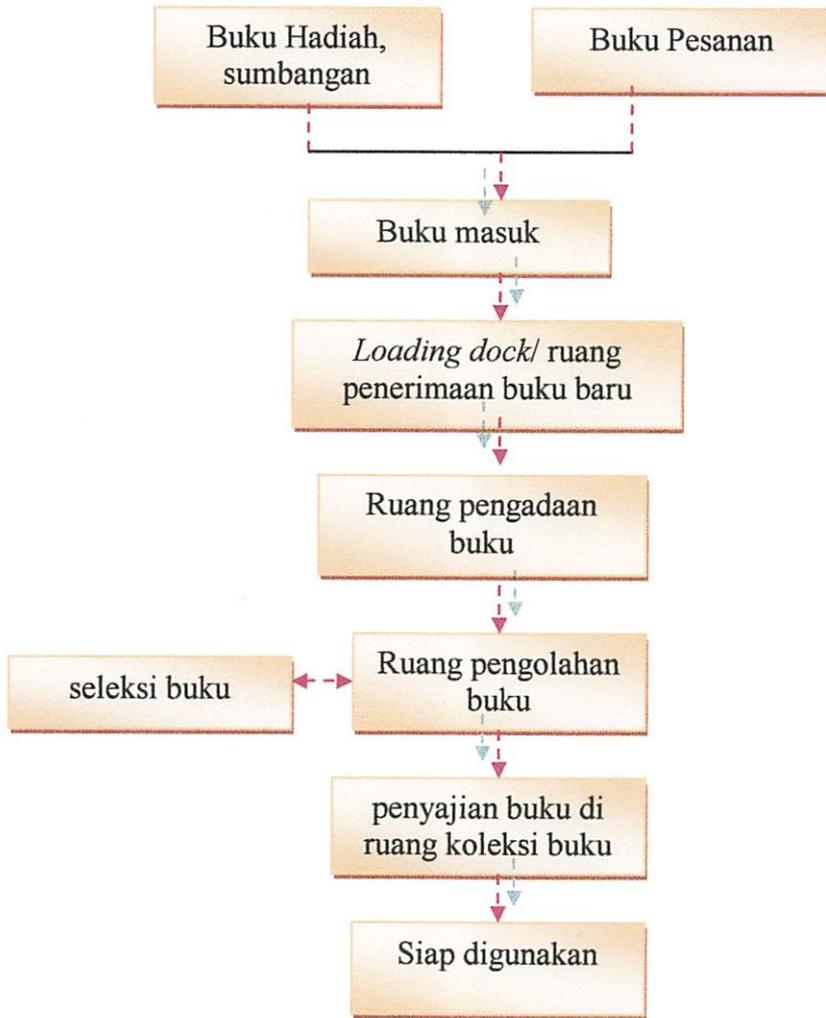 Buku Hadiah,
sumbangan
Buku Pesanan
Buku masuk
Loading dock/ ruang
penerimaan buku baru
Ruang pengadaan
buku
seleksi buku
Ruang pengolahan
buku
penyajian buku di
ruang koleksi buku
Siap digunakan